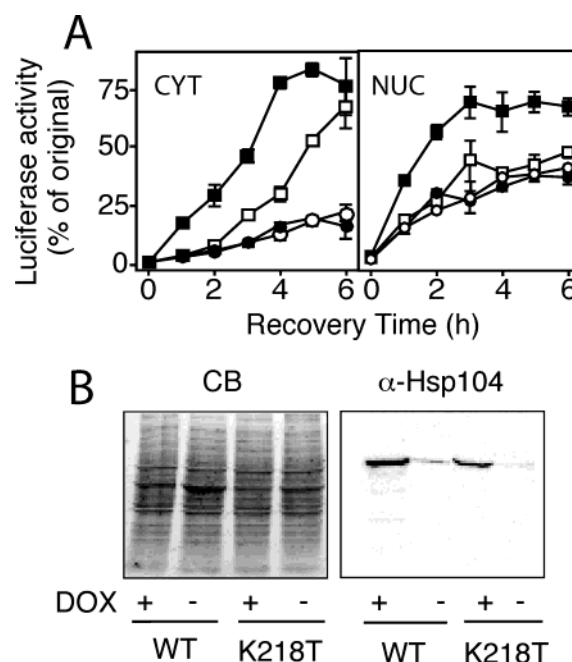 A
CYT
NUC
Luciferase activity
(% of original)
75
50
25
0
0 2 4 6 0 2 4 6
Recovery Time (h)
B
CB α-Hsp104
DOX + - + - + - + -
WT K218T WT K218T